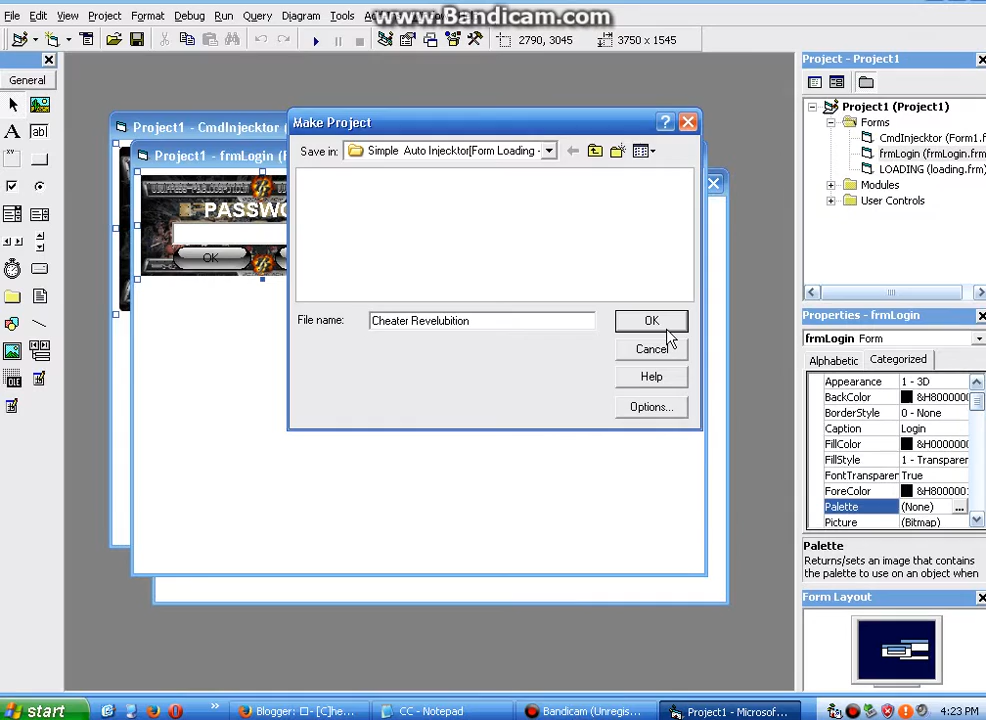 www.Bandicam.com
File Edit View Project Format Debug Run Query Diagram Tools
2790, 3045 3750 x 1545
General
Project1 - CmdInjecktor
Project1 - frmLogin
PASSWO
OK
Make Project
Save in: Simple Auto Injecktor[Form Loading -
File name: Cheater Revelubition
OK
Cancel
Help
Options...
Project - Project1
Project1 (Project1)
Forms
CmdInjecktor (Form1.f
frmLogin (frmLogin.frm
LOADING (loading.frm)
Modules
User Controls
Properties - frmLogin
frmLogin Form
Alphabetic Categorized
Appearance 1 - 3D
BackColor &H8000000
BorderStyle 0 - None
Caption Login
FillColor &H0000000
FillStyle 1 - Transparen
FontTransparen True
ForeColor &H8000001
Palette (None) ...
Picture (Bitmap)
Palette
Returns/sets an image that contains
the palette to use on an object when
Form Layout
start
Blogger: □- [C]he...
CC - Notepad
Bandicam (Unregis...
Project1 - Microsof...
4:23 PM